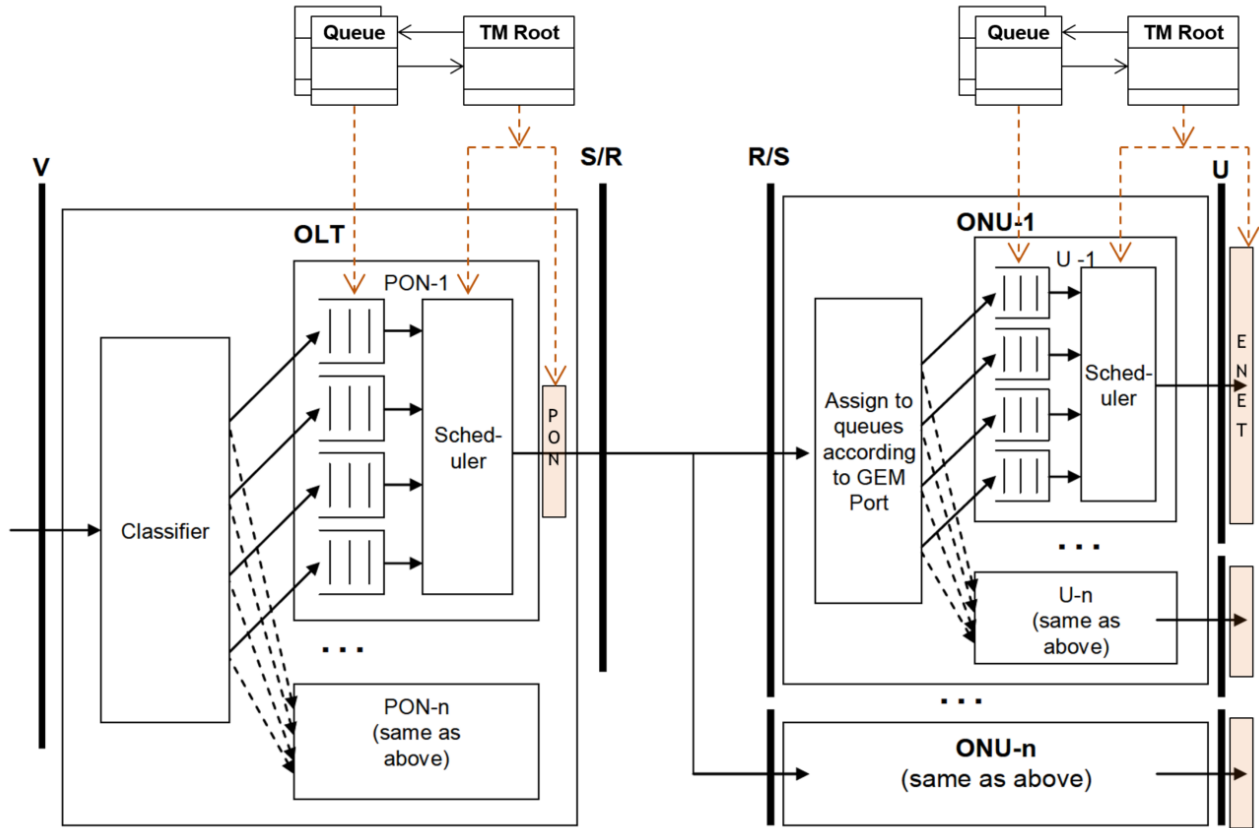 Queue
TM Root
Queue
TM Root
V
S/R
R/S
U
OLT
ONU-1
PON-1
U -1
Classifier
Sched-
uler
P
O
N
Assign to
queues
according
to GEM
Port
Sched-
uler
E
N
E
T
...
...
PON-n
(same as
above)
U-n
(same as
above)
...
ONU-n
(same as above)